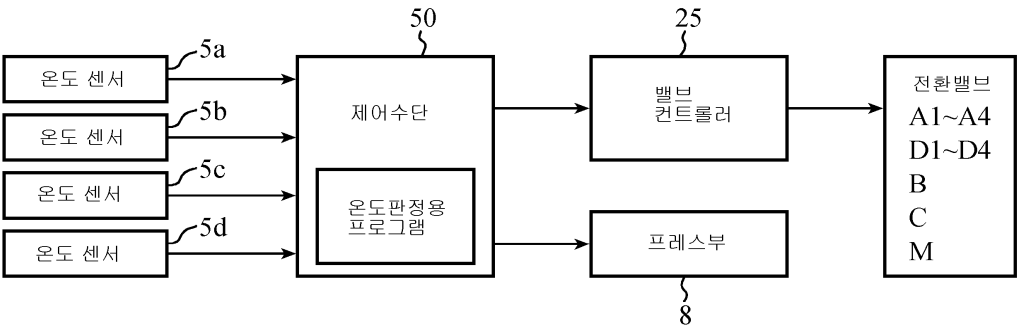 50
25
5a
온도 센서
5b
온도 센서
5c
온도 센서
5d
온도 센서
제어수단
온도판정용
프로그램
밸브
컨트롤러
프레스부
8
전환밸브
A1~A4
D1~D4
B
C
M